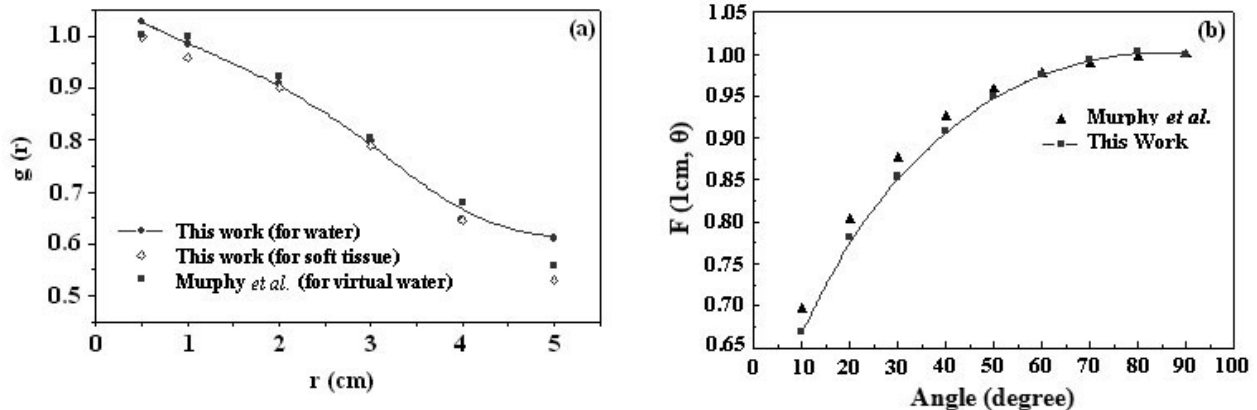 (a)
1.0
0.9
0.8
0.7
0.6
0.5
g (r)
This work (for water)
This work (for soft tissue)
Murphy et al. (for virtual water)
0 1 2 3 4 5
r (cm)
(b)
1.05
1.00
0.95
0.90
0.85
0.80
0.75
0.70
0.65
F (1cm, θ)
Murphy et al.
This Work
0 10 20 30 40 50 60 70 80 90 100
Angle (degree)